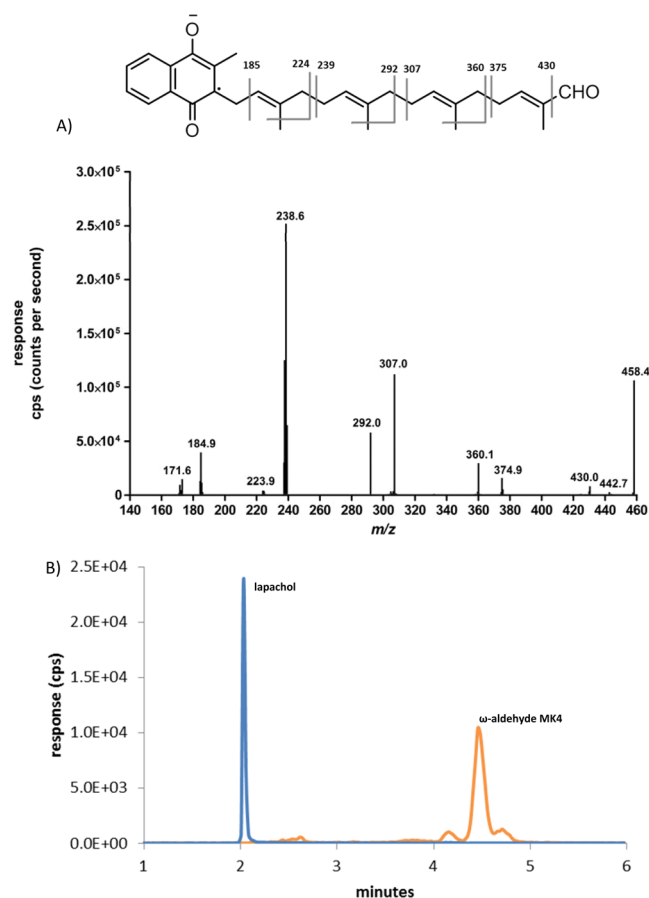 O⁻
185 224 239 292 307 360 375 430
CHO
O
A)
3.0×10⁵
2.5×10⁵
2.0×10⁵
1.5×10⁵
1.0×10⁵
5.0×10⁴
0
response
cps (counts per second)
238.6
307.0
458.4
292.0
184.9
171.6
223.9
360.1
374.9
430.0
442.7
140 160 180 200 220 240 260 280 300 320 340 360 380 400 420 440 460
m/z
B)
2.5E+04
2.0E+04
1.5E+04
1.0E+04
5.0E+03
0.0E+00
response (cps)
lapachol
ω-aldehyde MK4
1 2 3 4 5 6
minutes